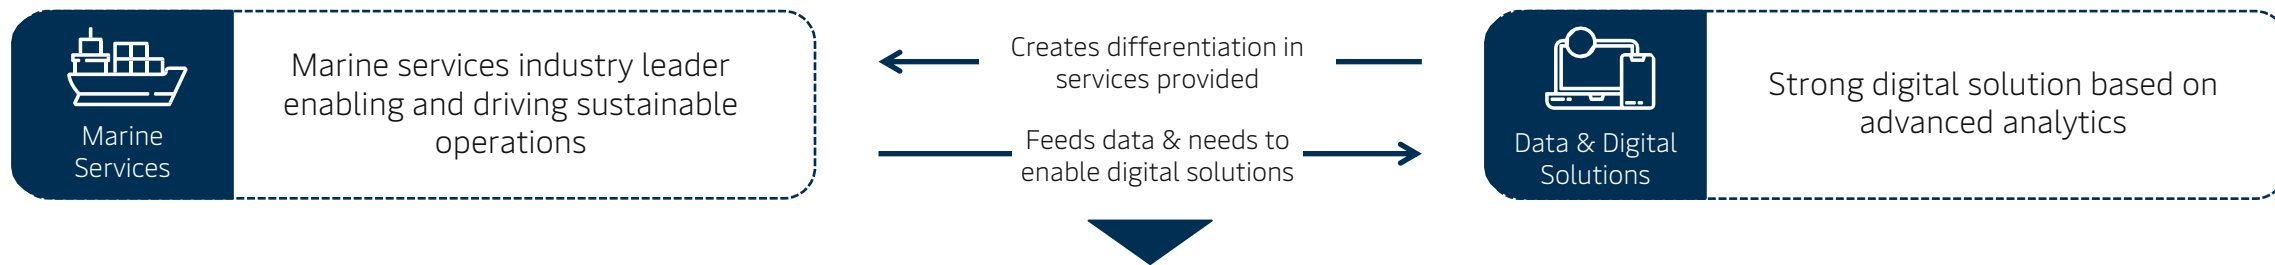 Marine
Services
Marine services industry leader
enabling and driving sustainable
operations
Creates differentiation in
services provided
Feeds data & needs to
enable digital solutions
Data & Digital
Solutions
Strong digital solution based on
advanced analytics